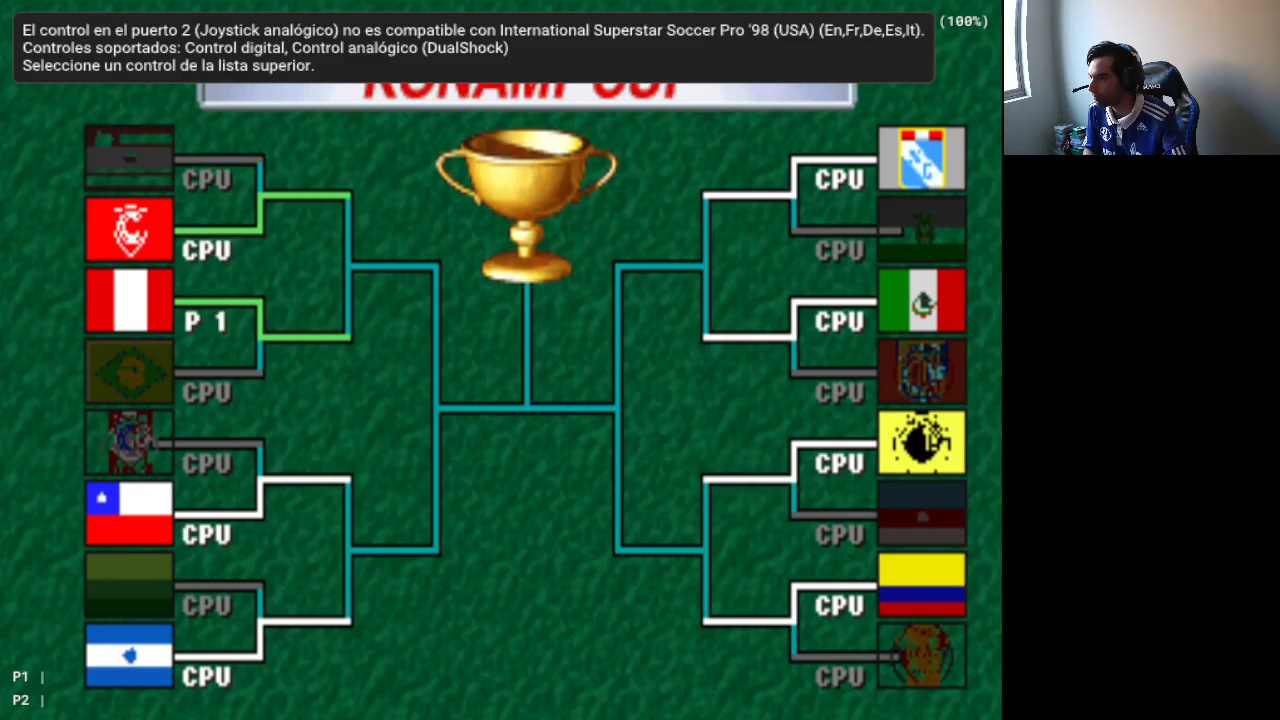 El control en el puerto 2 (Joystick analógico) no es compatible con International Superstar Soccer Pro '98 (USA) (En,Fr,De,Es,It).
Controles soportados: Control digital, Control analógico (DualShock)
Seleccione un control de la lista superior.
(100%)
KONAMI CUP
CPU
CPU
CPU
CPU
P 1
CPU
CPU
CPU
CPU
CPU
CPU
CPU
CPU
CPU
CPU
CPU
P1 |
P2 |